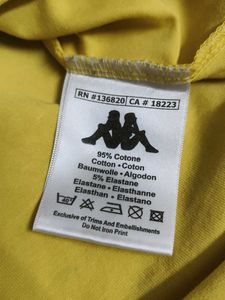 RN #136820 CA # 18223
95% Cotone
Cotton • Coton
Baumwolle • Algodon
5% Elastane
Elastane • Elasthanne
Elasthan • Elastano
40°
Exclusive of Trims And Embellishments
Do Not Iron Print